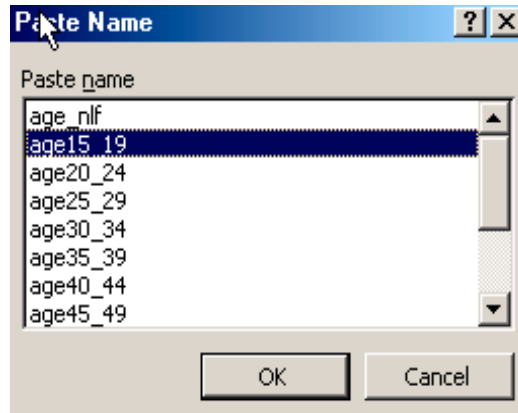 Paste Name
Paste name
age_nlf
age15_19
age20_24
age25_29
age30_34
age35_39
age40_44
age45_49
OK Cancel